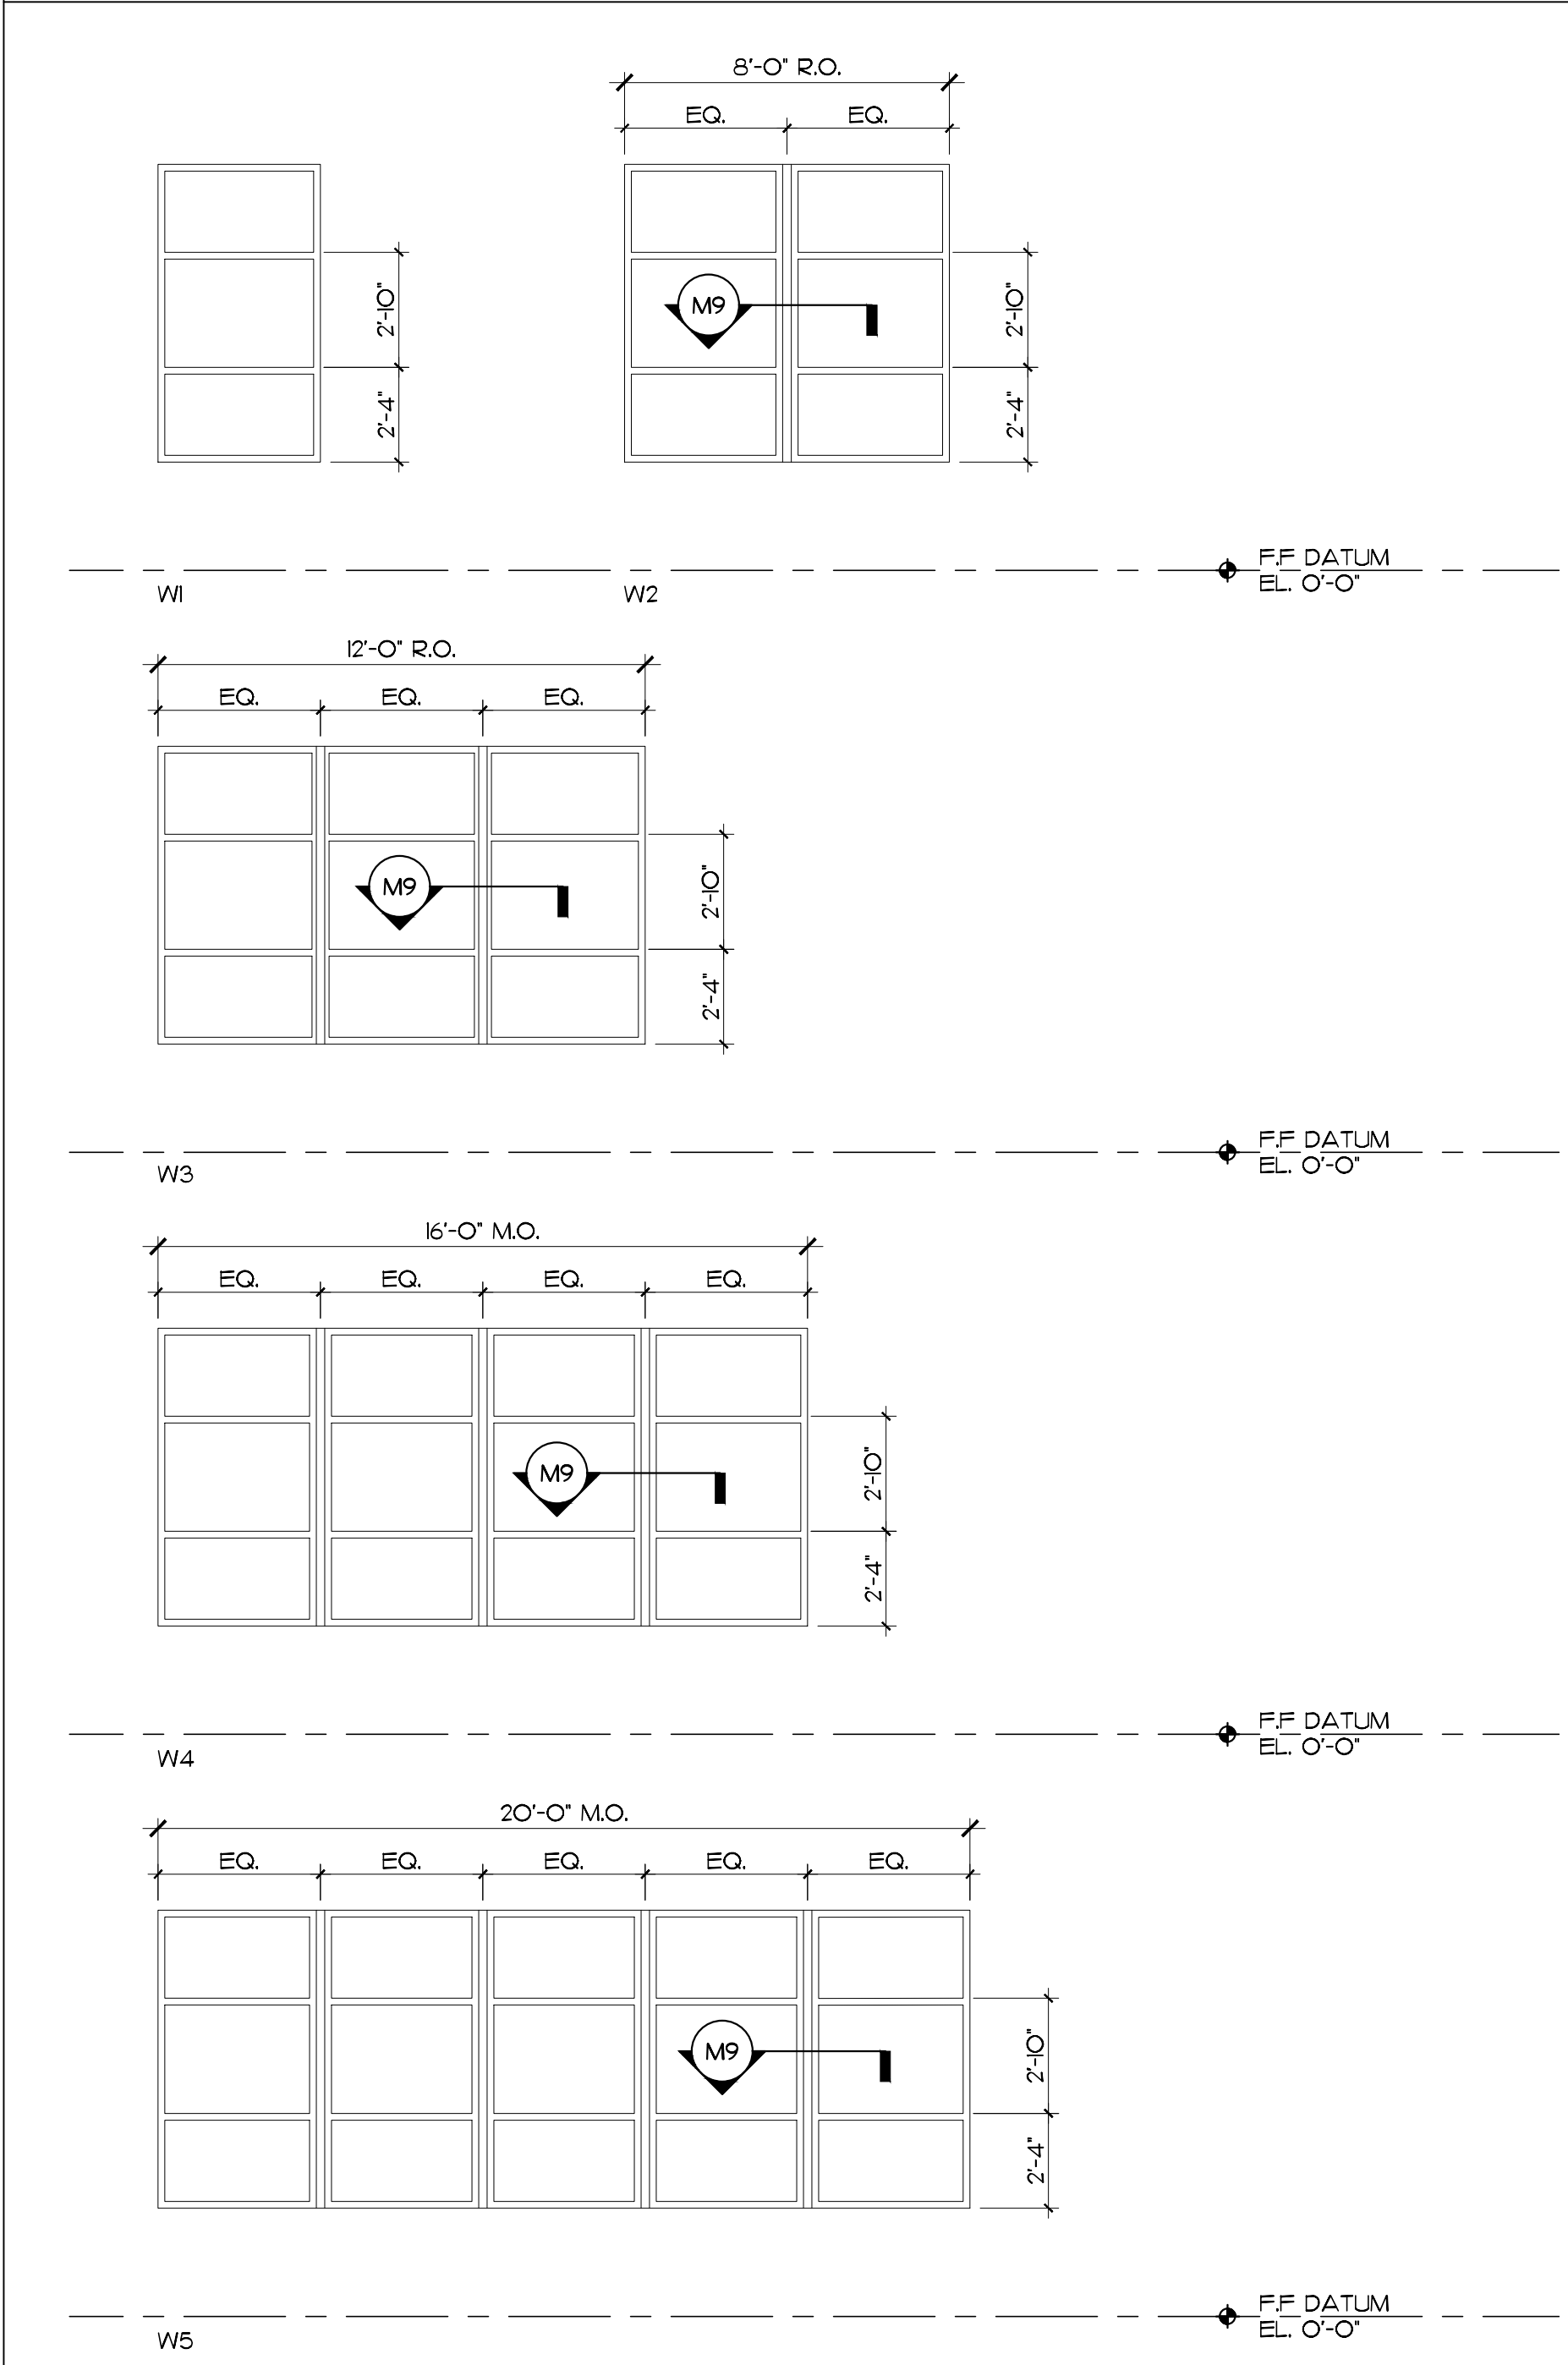 8'-0" R.O.
EQ. EQ.
2'-10"
M9
2'-10"
2'-4"
2'-4"
F.F DATUM
EL. 0'-0"
W1
W2
12'-0" R.O.
EQ. EQ. EQ.
M9
2'-10"
2'-4"
F.F DATUM
EL. 0'-0"
W3
16'-0" M.O.
EQ. EQ. EQ. EQ.
M9
2'-10"
2'-4"
F.F DATUM
EL. 0'-0"
W4
20'-0" M.O.
EQ. EQ. EQ. EQ. EQ.
M9
2'-10"
2'-4"
F.F DATUM
EL. 0'-0"
W5